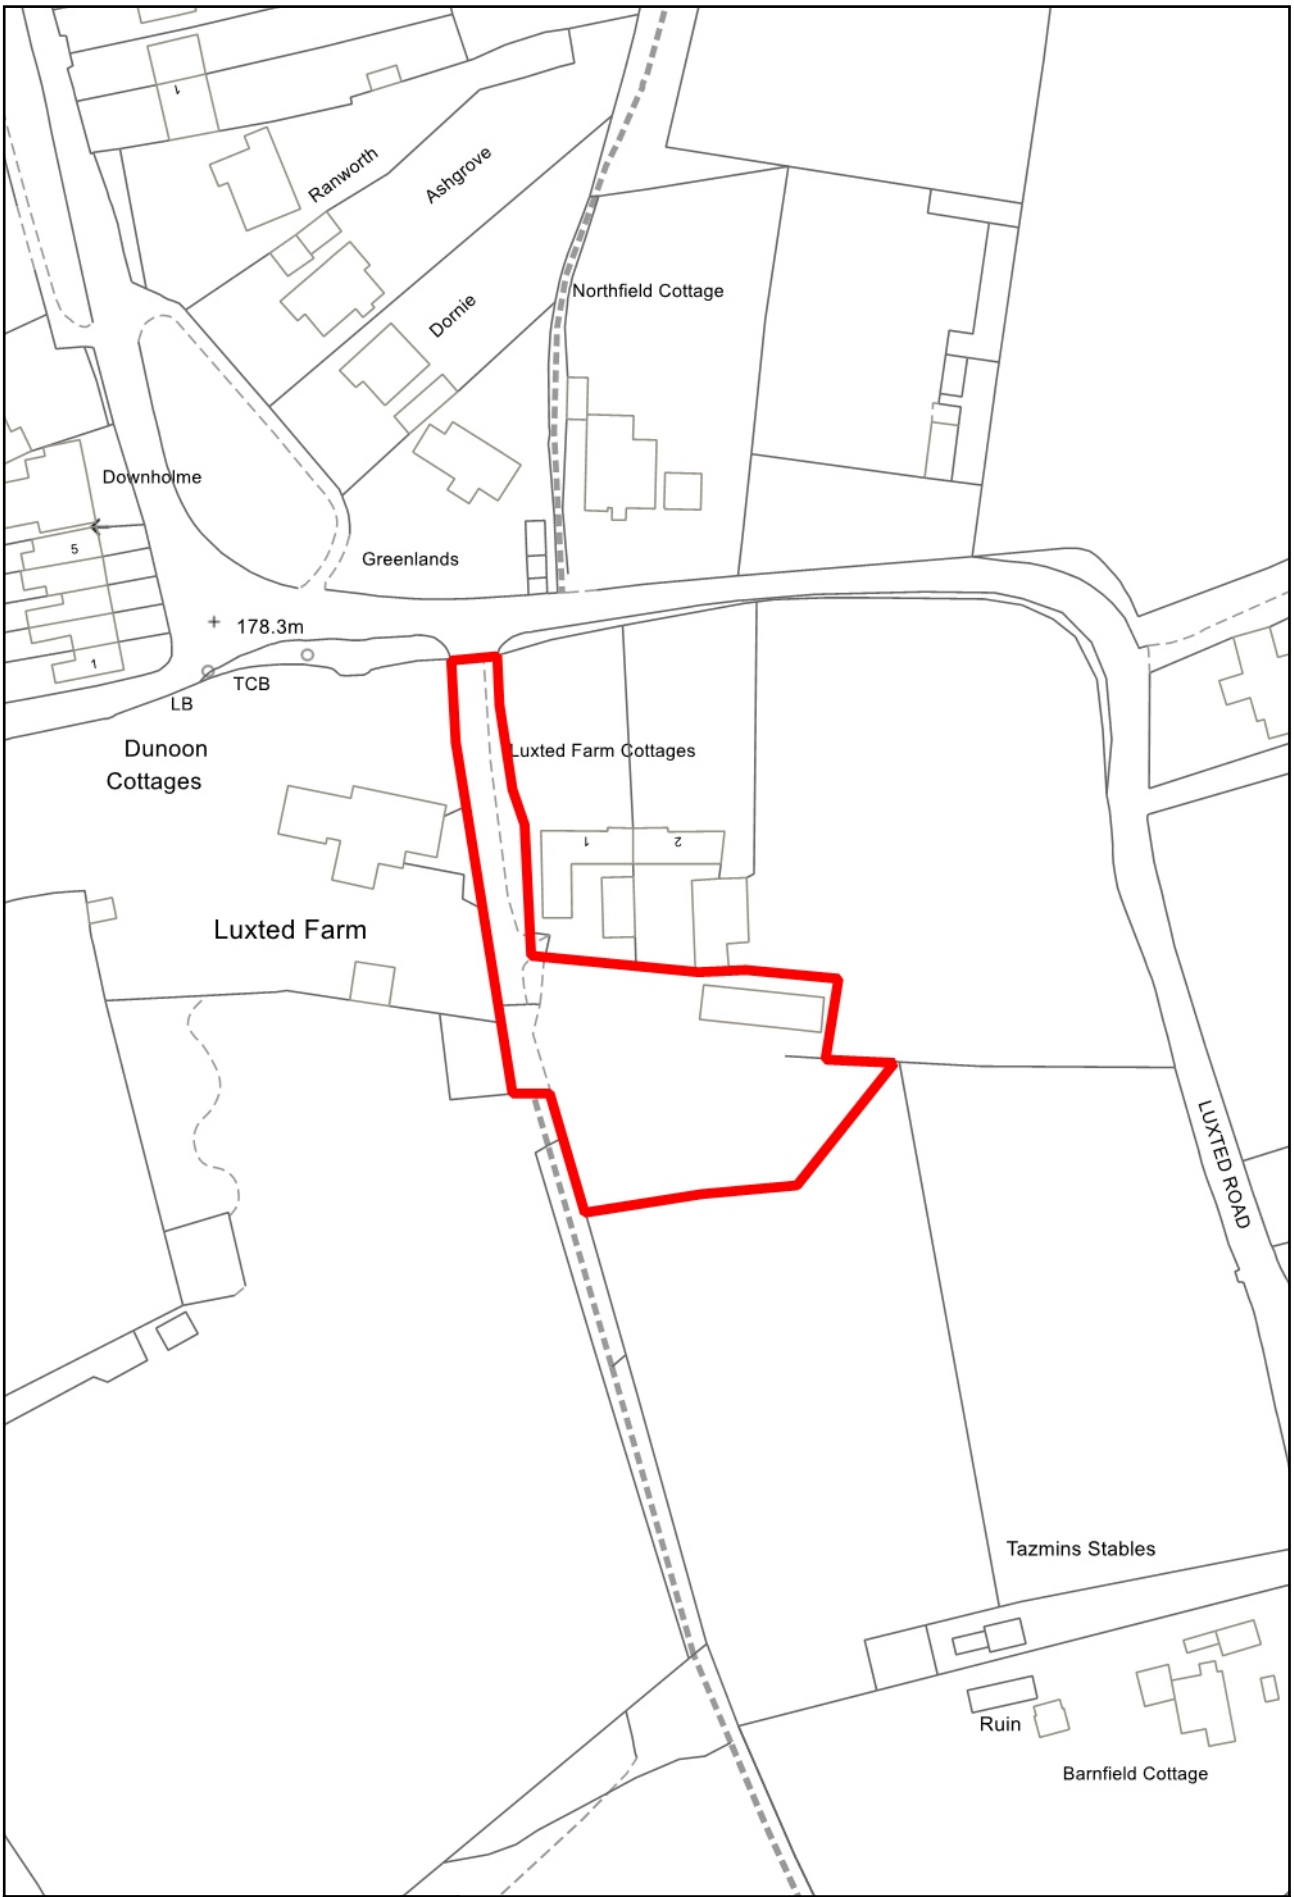 1
Ranworth
Ashgrove
Northfield Cottage
Dornie
Downholme
5
Greenlands
178.3m
1
TCB
LB
Dunoon
Cottages
Luxted Farm Cottages
1
2
Luxted Farm
LUXTED ROAD
Tazmins Stables
Ruin
Barnfield Cottage